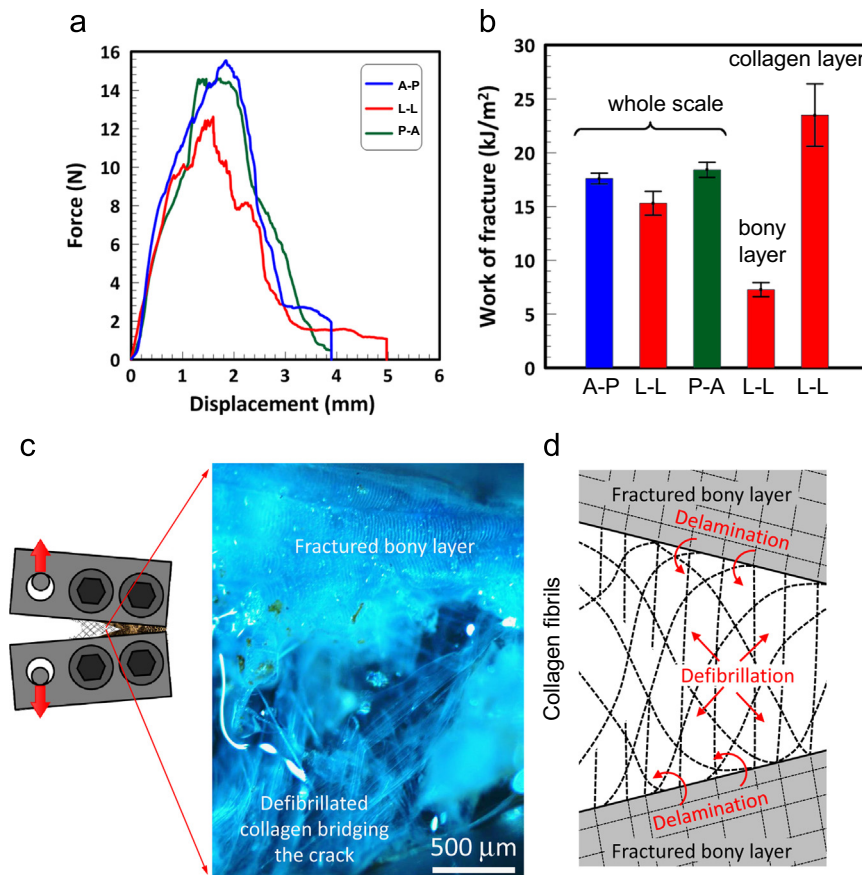 a
Force (N)
16
14
12
10
8
6
4
2
0
0 1 2 3 4 5 6
Displacement (mm)
A-P
L-L
P-A
b
Work of fracture (kJ/m²)
30
25
20
15
10
5
0
collagen layer
whole scale
bony
layer
A-P L-L P-A L-L L-L
c
Fractured bony layer
Defibrillated
collagen bridging
the crack
500 μm
d
Collagen fibrils
Fractured bony layer
Delamination
Defibrillation
Delamination
Fractured bony layer